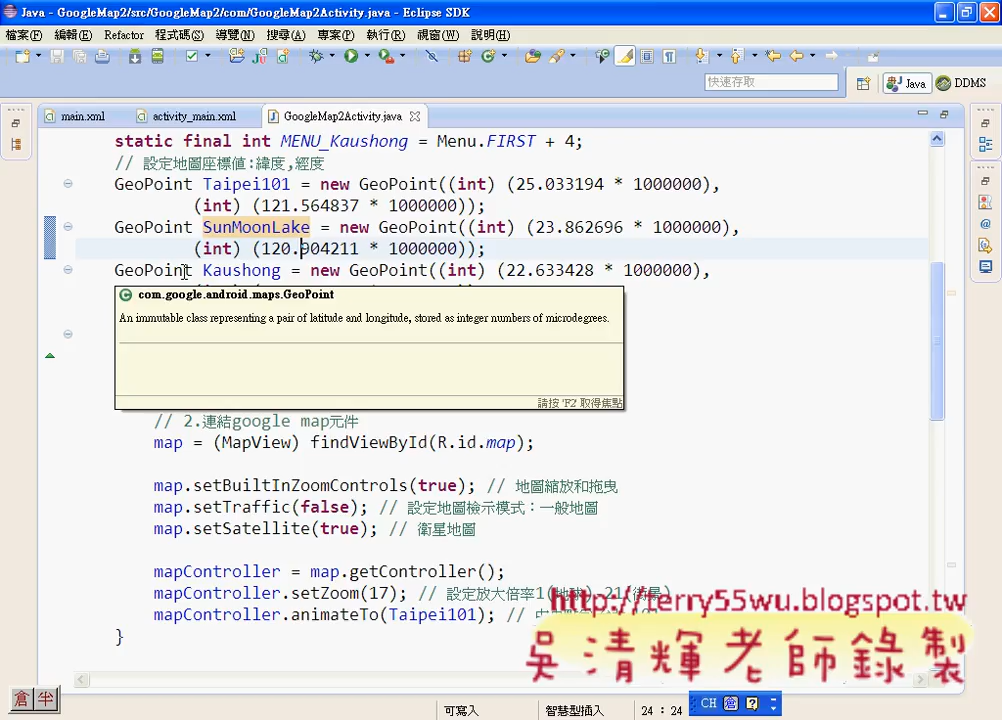 Java - GoogleMap2/src/GoogleMap2/com/GoogleMap2Activity.java - Eclipse SDK
檔案(F) 編輯(E) Refactor 程式碼(S) 導覽(N) 搜尋(A) 專案(P) 執行(R) 視窗(W) 說明(H)
快速存取
Java
DDMS
main.xml
activity_main.xml
GoogleMap2Activity.java
static final int MENU_Kaushong = Menu.FIRST + 4;
// 設定地圖座標值:緯度,經度
GeoPoint Taipei101 = new GeoPoint((int) (25.033194 * 1000000),
(int) (121.564837 * 1000000));
GeoPoint SunMoonLake = new GeoPoint((int) (23.862696 * 1000000),
(int) (120.904211 * 1000000));
GeoPoint Kaushong = new GeoPoint((int) (22.633428 * 1000000),
com.google.android.maps.GeoPoint
An immutable class representing a pair of latitude and longitude, stored as integer numbers of microdegrees.
請按 'F2' 取得焦點
// 2.連結google map元件
map = (MapView) findViewById(R.id.map);
map.setBuiltInZoomControls(true); // 地圖縮放和拖曳
map.setTraffic(false); // 設定地圖檢示模式：一般地圖
map.setSatellite(true); // 衛星地圖
mapController = map.getController();
mapController.setZoom(17); // 設定放大倍率1(地球)-21(街景)
mapController.animateTo(Taipei101); //
}
http://terry55wu.blogspot.tw
吳清輝老師錄製
倉 半
可寫入
智慧型插入
24 : 24
CH